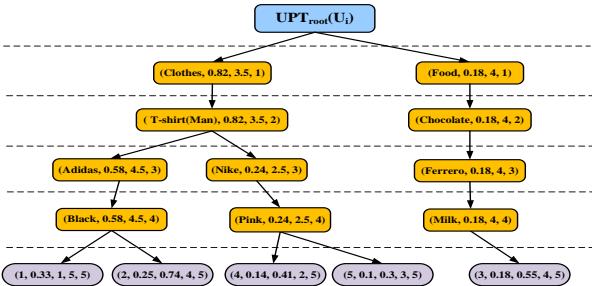 UPTroot(Ui)
(Clothes, 0.82, 3.5, 1)
(Food, 0.18, 4, 1)
( T-shirt(Man), 0.82, 3.5, 2)
(Chocolate, 0.18, 4, 2)
(Adidas, 0.58, 4.5, 3)
(Nike, 0.24, 2.5, 3)
(Ferrero, 0.18, 4, 3)
(Black, 0.58, 4.5, 4)
(Pink, 0.24, 2.5, 4)
(Milk, 0.18, 4, 4)
(1, 0.33, 1, 5, 5)
(2, 0.25, 0.74, 4, 5)
(4, 0.14, 0.41, 2, 5)
(5, 0.1, 0.3, 3, 5)
(3, 0.18, 0.55, 4, 5)